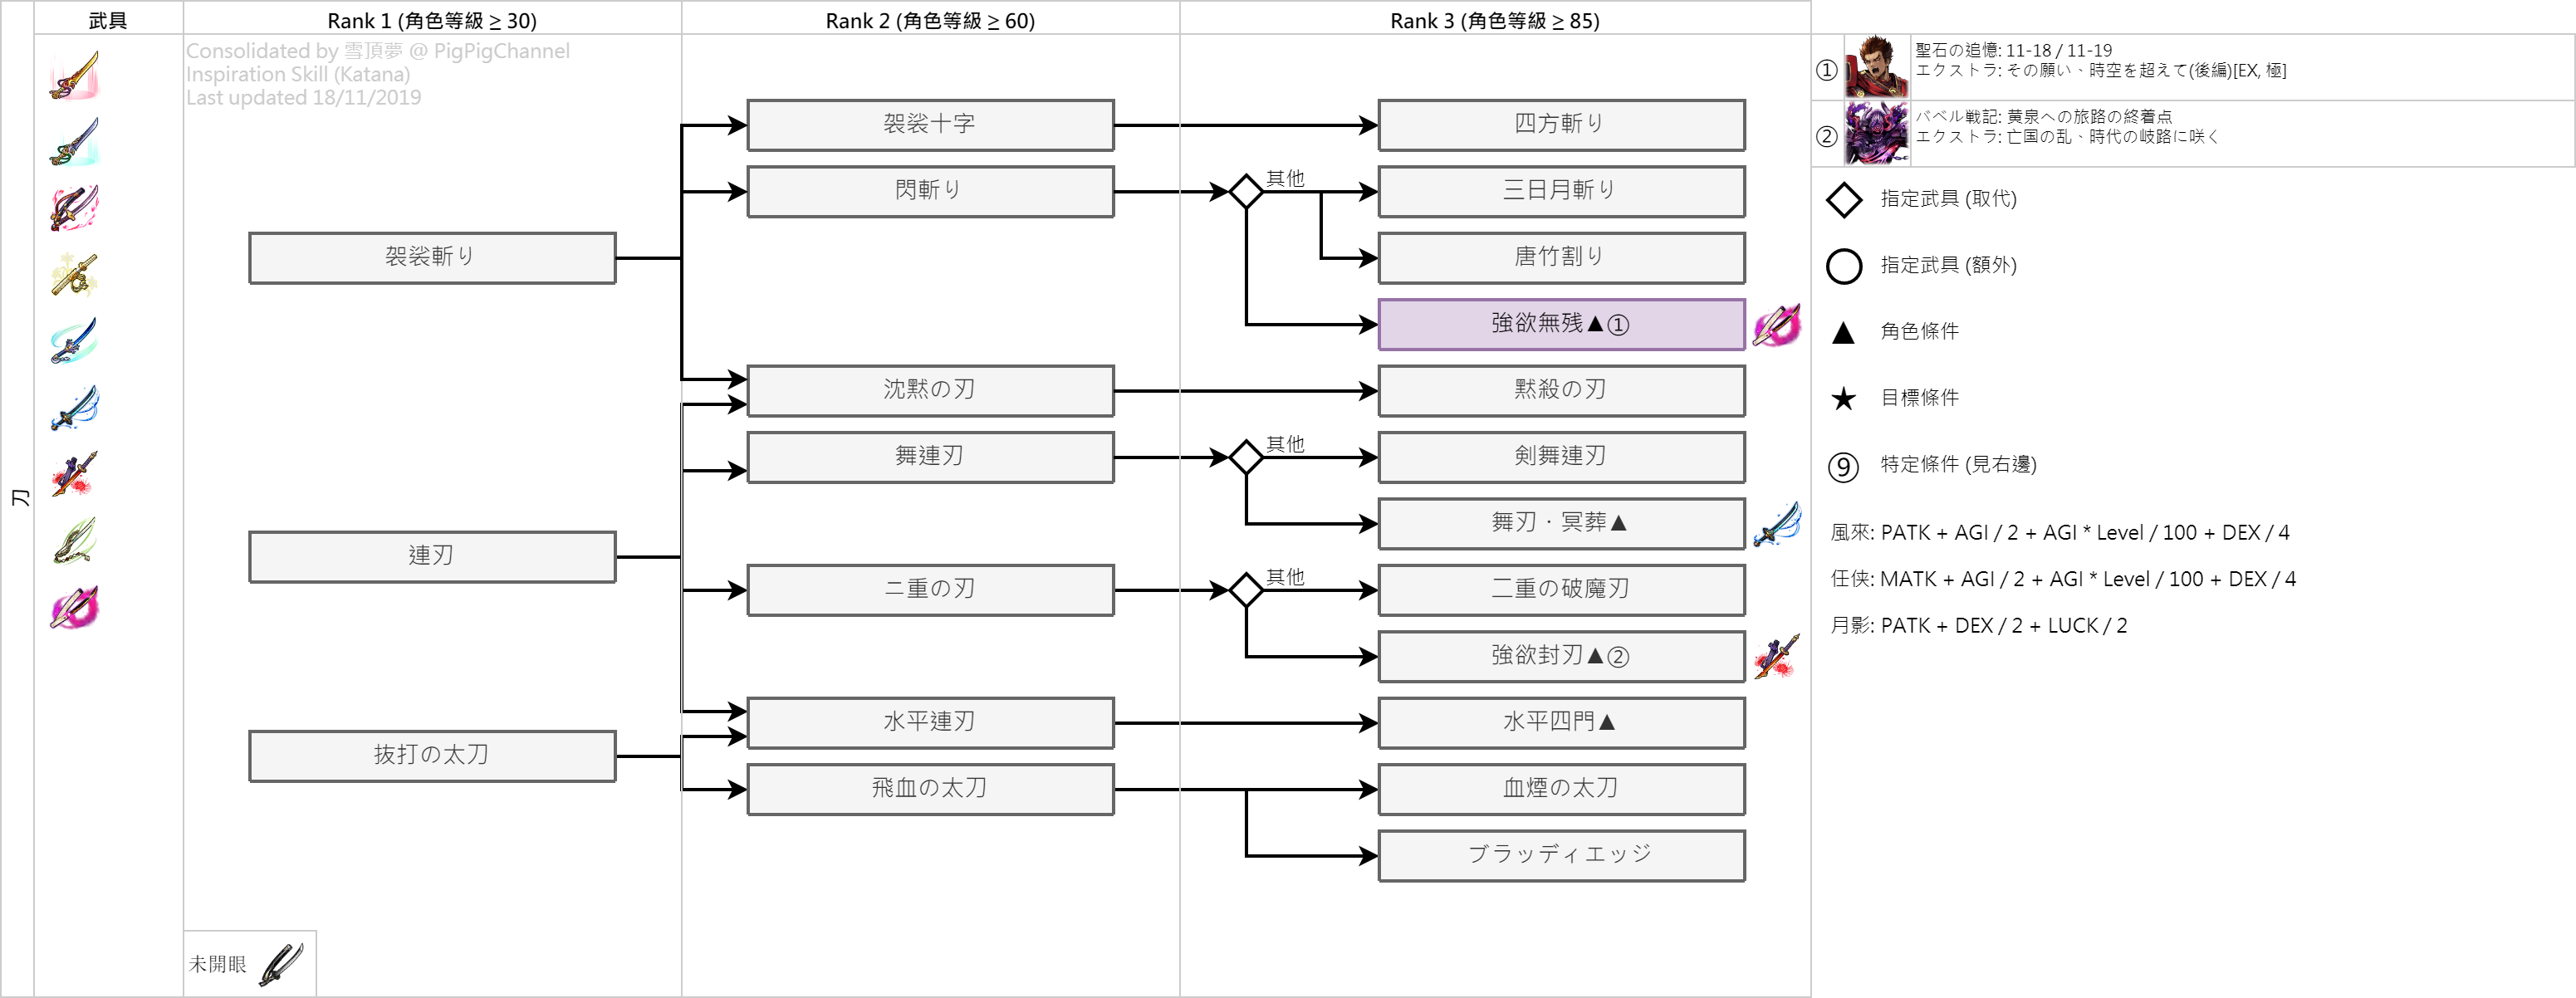 武具
Rank 1 (角色等級 ≥ 30)
Rank 2 (角色等級 ≥ 60)
Rank 3 (角色等級 ≥ 85)
Consolidated by 雪頂夢 @ PigPigChannel
Inspiration Skill (Katana)
Last updated 18/11/2019
刀
袈裟斬り
連刃
抜打の太刀
未開眼
袈裟十字
閃斬り
沈黙の刃
舞連刃
二重の刃
水平連刃
飛血の太刀
其他
其他
其他
四方斬り
三日月斬り
唐竹割り
強欲無残▲①
黙殺の刃
剣舞連刃
舞刃・冥葬▲
二重の破魔刃
強欲封刃▲②
水平四門▲
血煙の太刀
ブラッディエッジ
①
聖石の追憶: 11-18 / 11-19
エクストラ: その願い、時空を超えて(後編)[EX, 極]
②
バベル戦記: 黄泉への旅路の終着点
エクストラ: 亡国の乱、時代の岐路に咲く
指定武具 (取代)
指定武具 (額外)
▲ 角色條件
★ 目標條件
⑨ 特定條件 (見右邊)
風來: PATK + AGI / 2 + AGI * Level / 100 + DEX / 4
任侠: MATK + AGI / 2 + AGI * Level / 100 + DEX / 4
月影: PATK + DEX / 2 + LUCK / 2